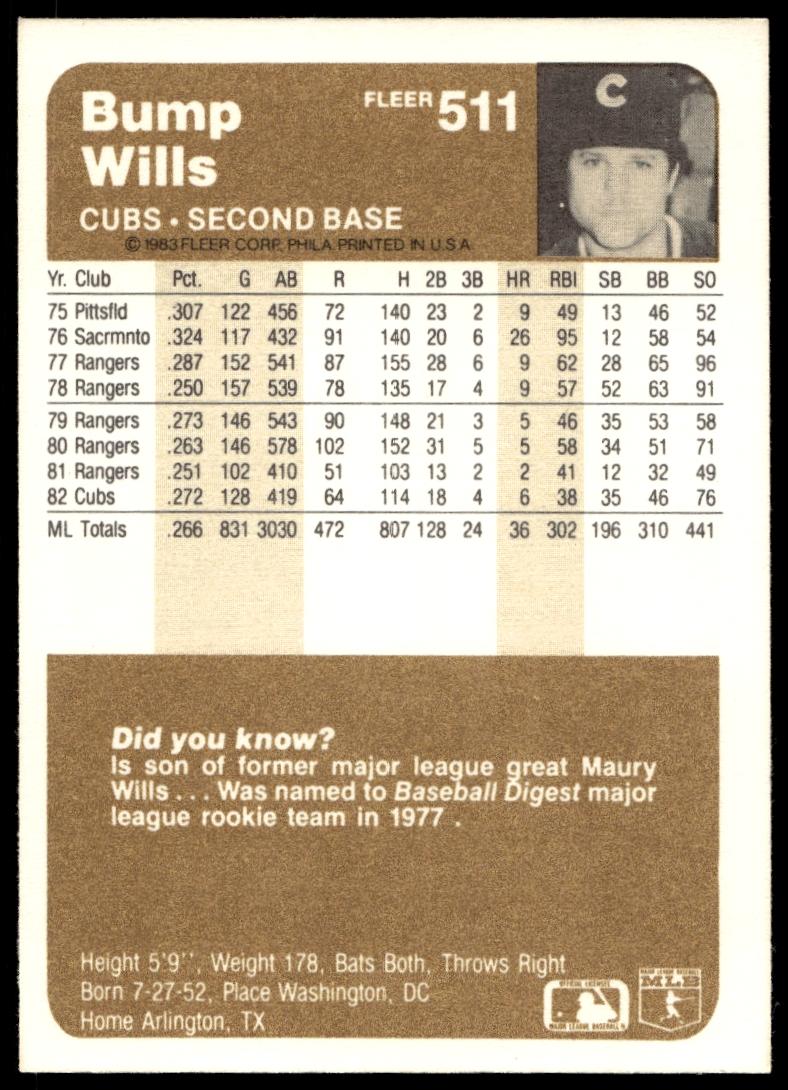 Bump
Wills
FLEER 511
C
CUBS • SECOND BASE
© 1983 FLEER CORP. PHILA. PRINTED IN U.S.A
Yr. Club Pct. G AB R H 2B 3B HR RBI SB BB SO
75 Pittsfld .307 122 456 72 140 23 2 9 49 13 46 52
76 Sacrmnto .324 117 432 91 140 20 6 26 95 12 58 54
77 Rangers .287 152 541 87 155 28 6 9 62 28 65 96
78 Rangers .250 157 539 78 135 17 4 9 57 52 63 91
79 Rangers .273 146 543 90 148 21 3 5 46 35 53 58
80 Rangers .263 146 578 102 152 31 5 5 58 34 51 71
81 Rangers .251 102 410 51 103 13 2 2 41 12 32 49
82 Cubs .272 128 419 64 114 18 4 6 38 35 46 76
ML Totals .266 831 3030 472 807 128 24 36 302 196 310 441
Did you know?
Is son of former major league great Maury
Wills . . . Was named to Baseball Digest major
league rookie team in 1977 .
Height 5'9'', Weight 178, Bats Both, Throws Right
Born 7-27-52, Place Washington, DC
Home Arlington, TX
OFFICIAL LICENSEE
MAJOR LEAGUE BASEBALL
MAJOR LEAGUE BASEBALL
MLB